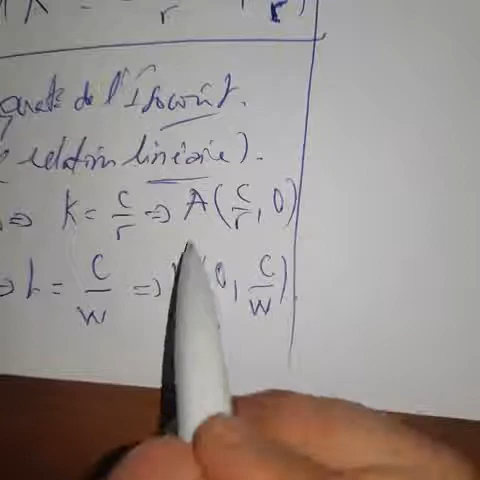 de l'Isocoût.
relation linéaire).
⇒ K = C/r ⇒ A(C/r, 0)
⇒ L = C/w ⇒ (0, C/w)